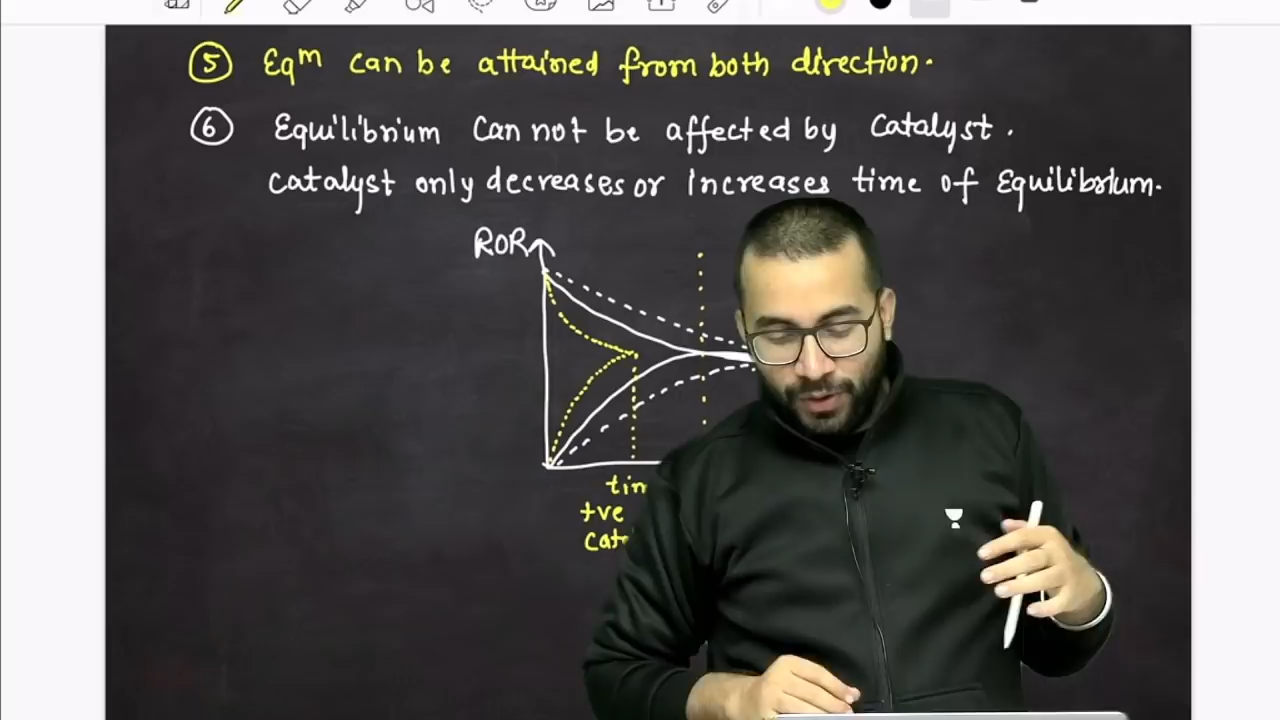 ⑤ Eqᵐ can be attained from both direction.
⑥ Equilibrium Can not be affected by Catalyst.
Catalyst only decreases or increases time of Equilibrium.
ROR
+ve